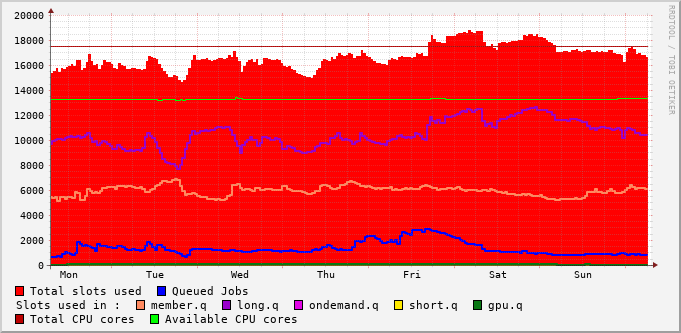 20000
18000
16000
14000
12000
10000
8000
6000
4000
2000
0
Mon Tue Wed Thu Fri Sat Sun
RRDTOOL / TOBI OETIKER
Total slots used Queued Jobs
Slots used in : member.q long.q ondemand.q short.q gpu.q
Total CPU cores Available CPU cores